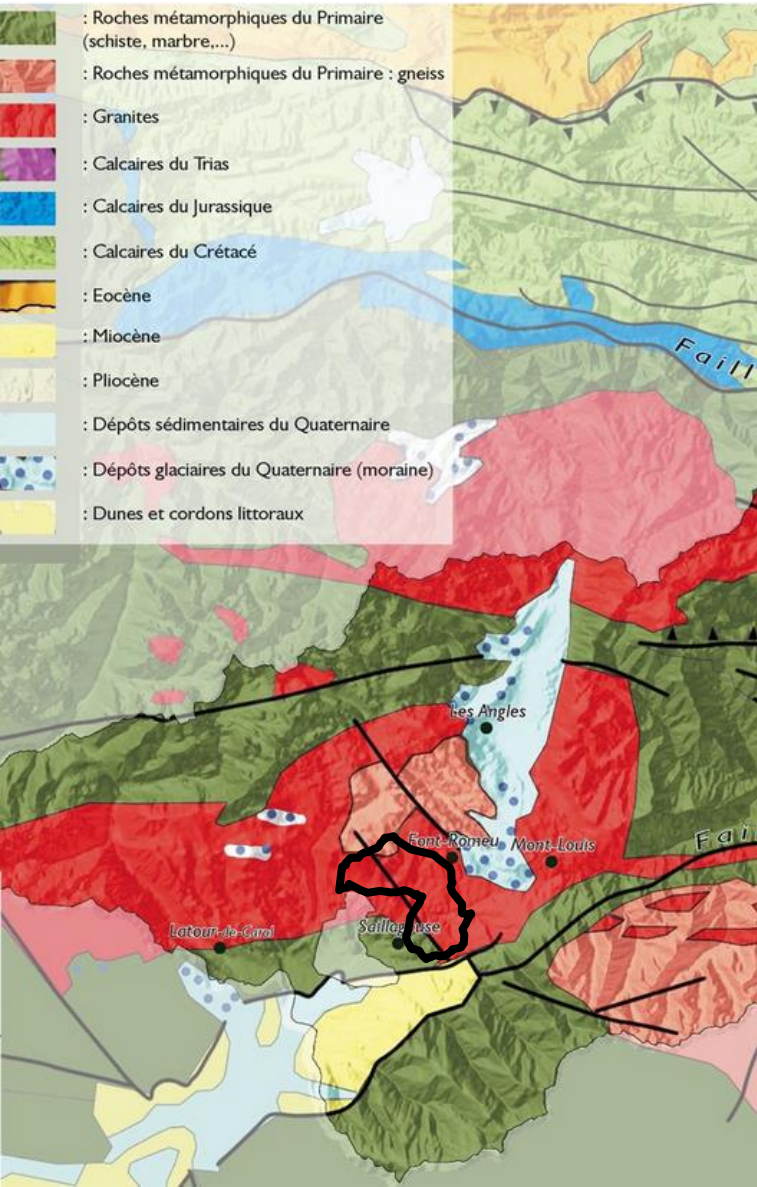 : Roches métamorphiques du Primaire
(schiste, marbre,...)
: Roches métamorphiques du Primaire : gneiss
: Granites
: Calcaires du Trias
: Calcaires du Jurassique
: Calcaires du Crétacé
: Eocène
: Miocène
: Pliocène
: Dépôts sédimentaires du Quaternaire
: Dépôts glaciaires du Quaternaire (moraine)
: Dunes et cordons littoraux
Faill
Les Angles
Font-Romeu
Mont-Louis
Fai
Latour-de-Carol
Saillagouse